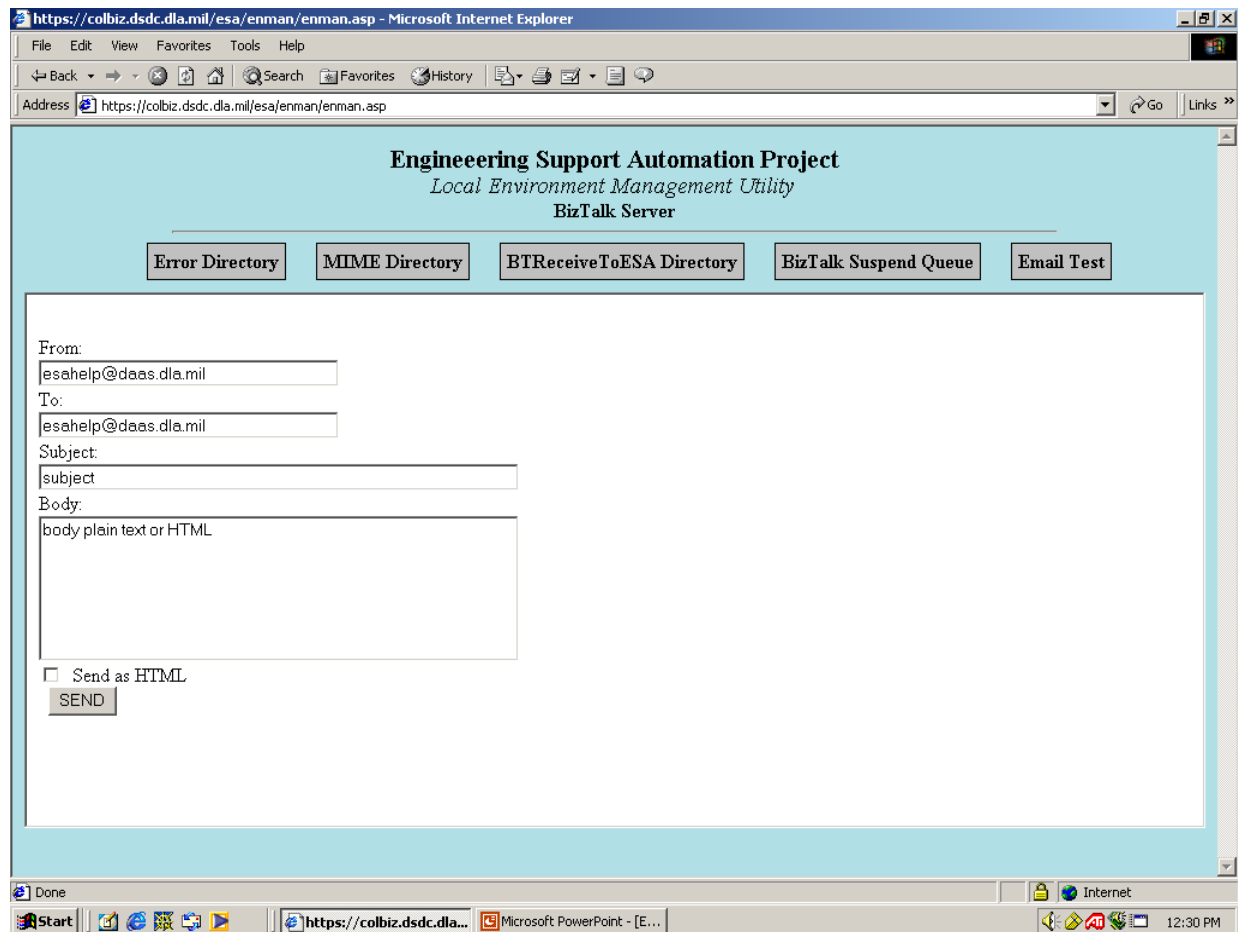 https://colbiz.dsdc.dla.mil/esa/enman/enman.asp - Microsoft Internet Explorer
File Edit View Favorites Tools Help
Back Search Favorites History
Address https://colbiz.dsdc.dla.mil/esa/enman/enman.asp Go Links »
Engineeering Support Automation Project
Local Environment Management Utility
BizTalk Server
Error Directory MIME Directory BTReceiveToESA Directory BizTalk Suspend Queue Email Test
From:
esahelp@daas.dla.mil
To:
esahelp@daas.dla.mil
Subject:
subject
Body:
body plain text or HTML
Send as HTML
SEND
Done Internet
Start https://colbiz.dsdc.dla... Microsoft PowerPoint - [E... 12:30 PM